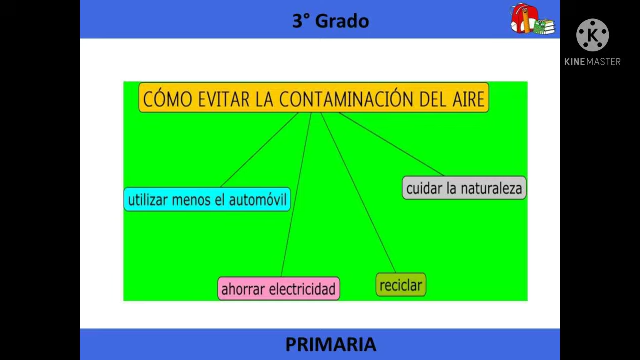 3° Grado
KINEMASTER
CÓMO EVITAR LA CONTAMINACIÓN DEL AIRE
cuidar la naturaleza
utilizar menos el automóvil
ahorrar electricidad
reciclar
PRIMARIA